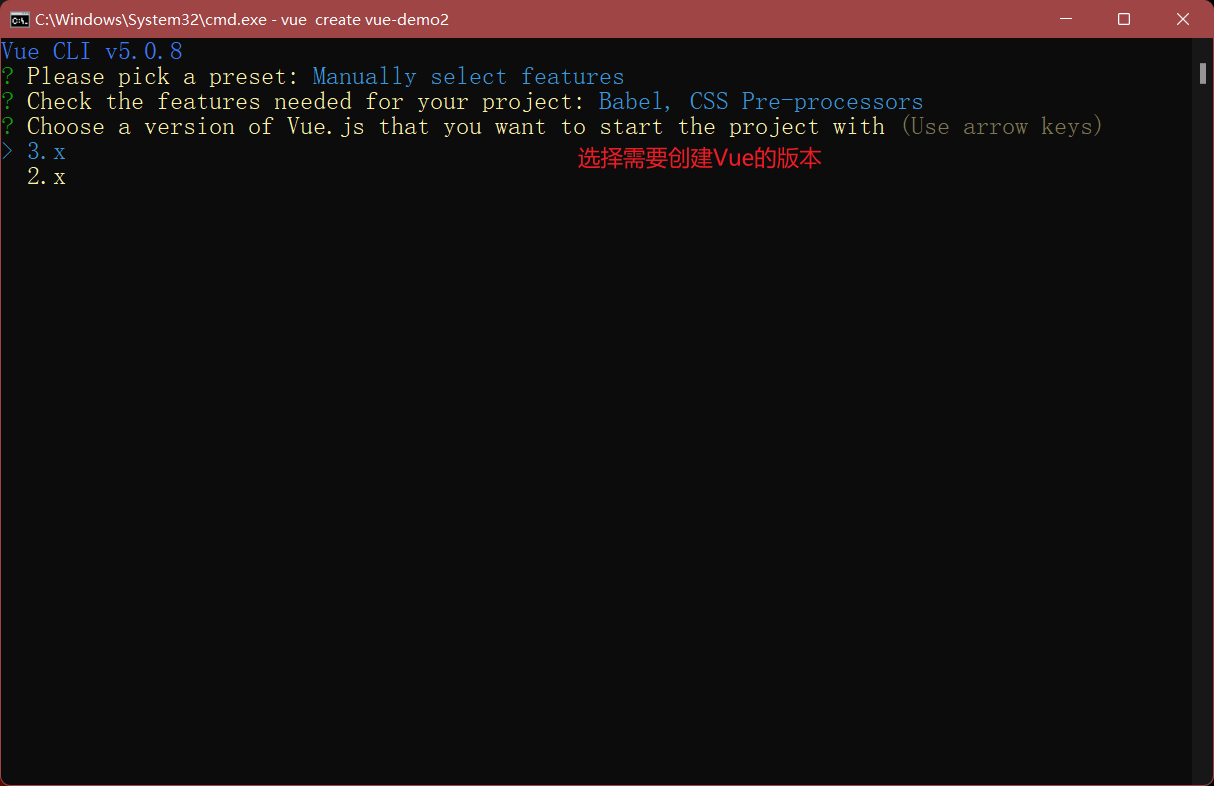 C:\Windows\System32\cmd.exe - vue  create vue-demo2
Vue CLI v5.0.8
? Please pick a preset: Manually select features
? Check the features needed for your project: Babel, CSS Pre-processors
? Choose a version of Vue.js that you want to start the project with (Use arrow keys)
> 3.x
选择需要创建Vue的版本
2.x